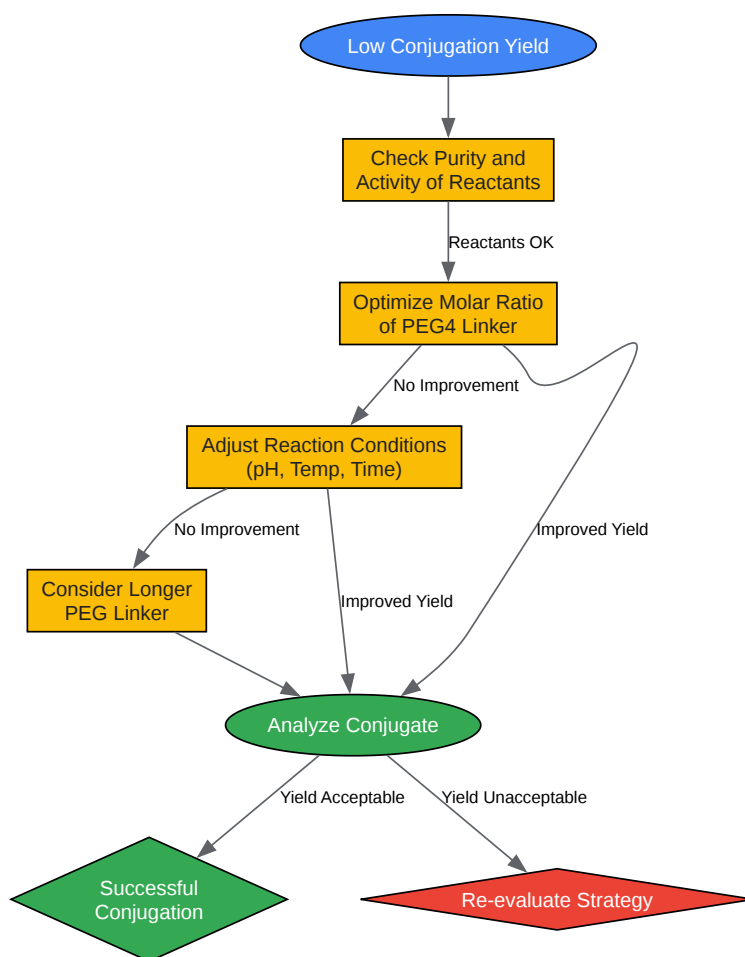 Low Conjugation Yield
Check Purity and
Activity of Reactants
Reactants OK
Optimize Molar Ratio
of PEG4 Linker
No Improvement
Adjust Reaction Conditions
(pH, Temp, Time)
No Improvement
Improved Yield
Consider Longer
PEG Linker
Improved Yield
Analyze Conjugate
Yield Acceptable
Yield Unacceptable
Successful
Conjugation
Re-evaluate Strategy